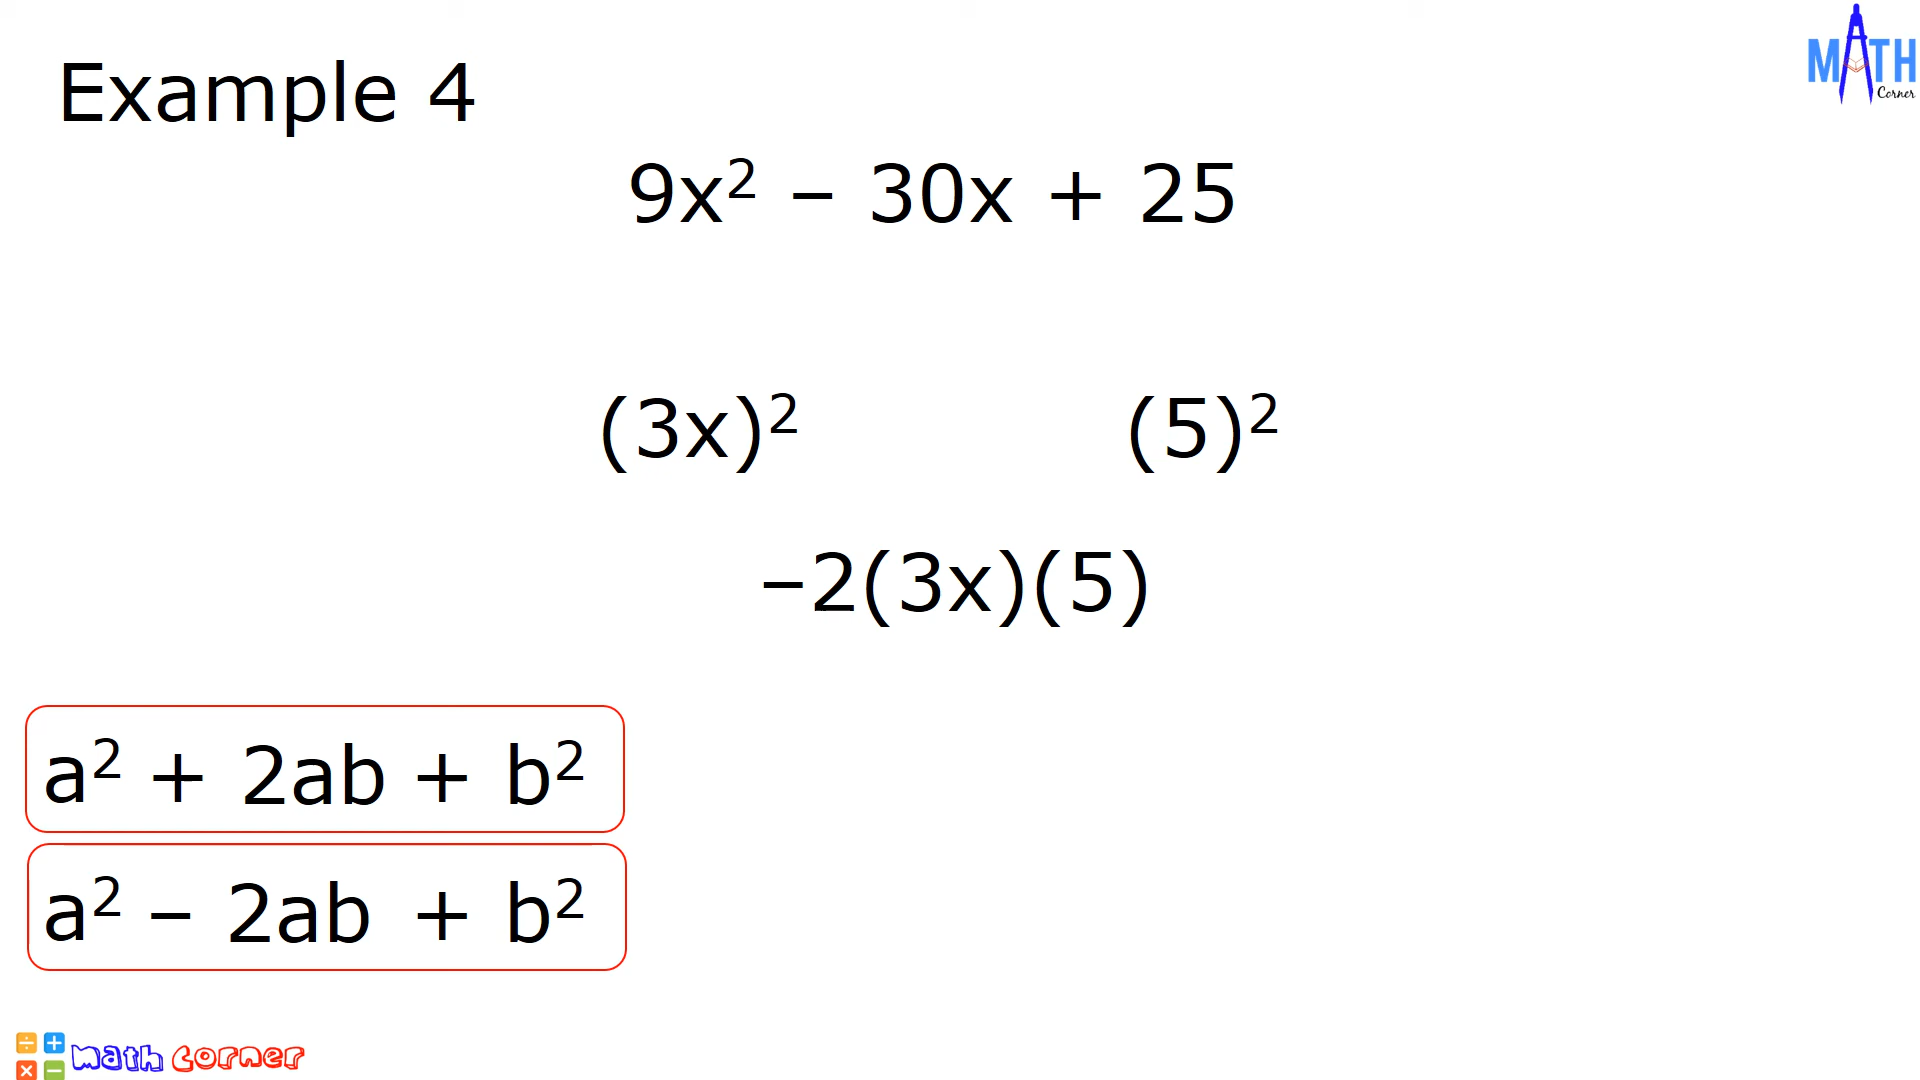 MATH
Corner
Example 4
9x² – 30x + 25
(3x)² (5)²
–2(3x)(5)
a² + 2ab + b²
a² – 2ab + b²
÷ +
× –
math corner